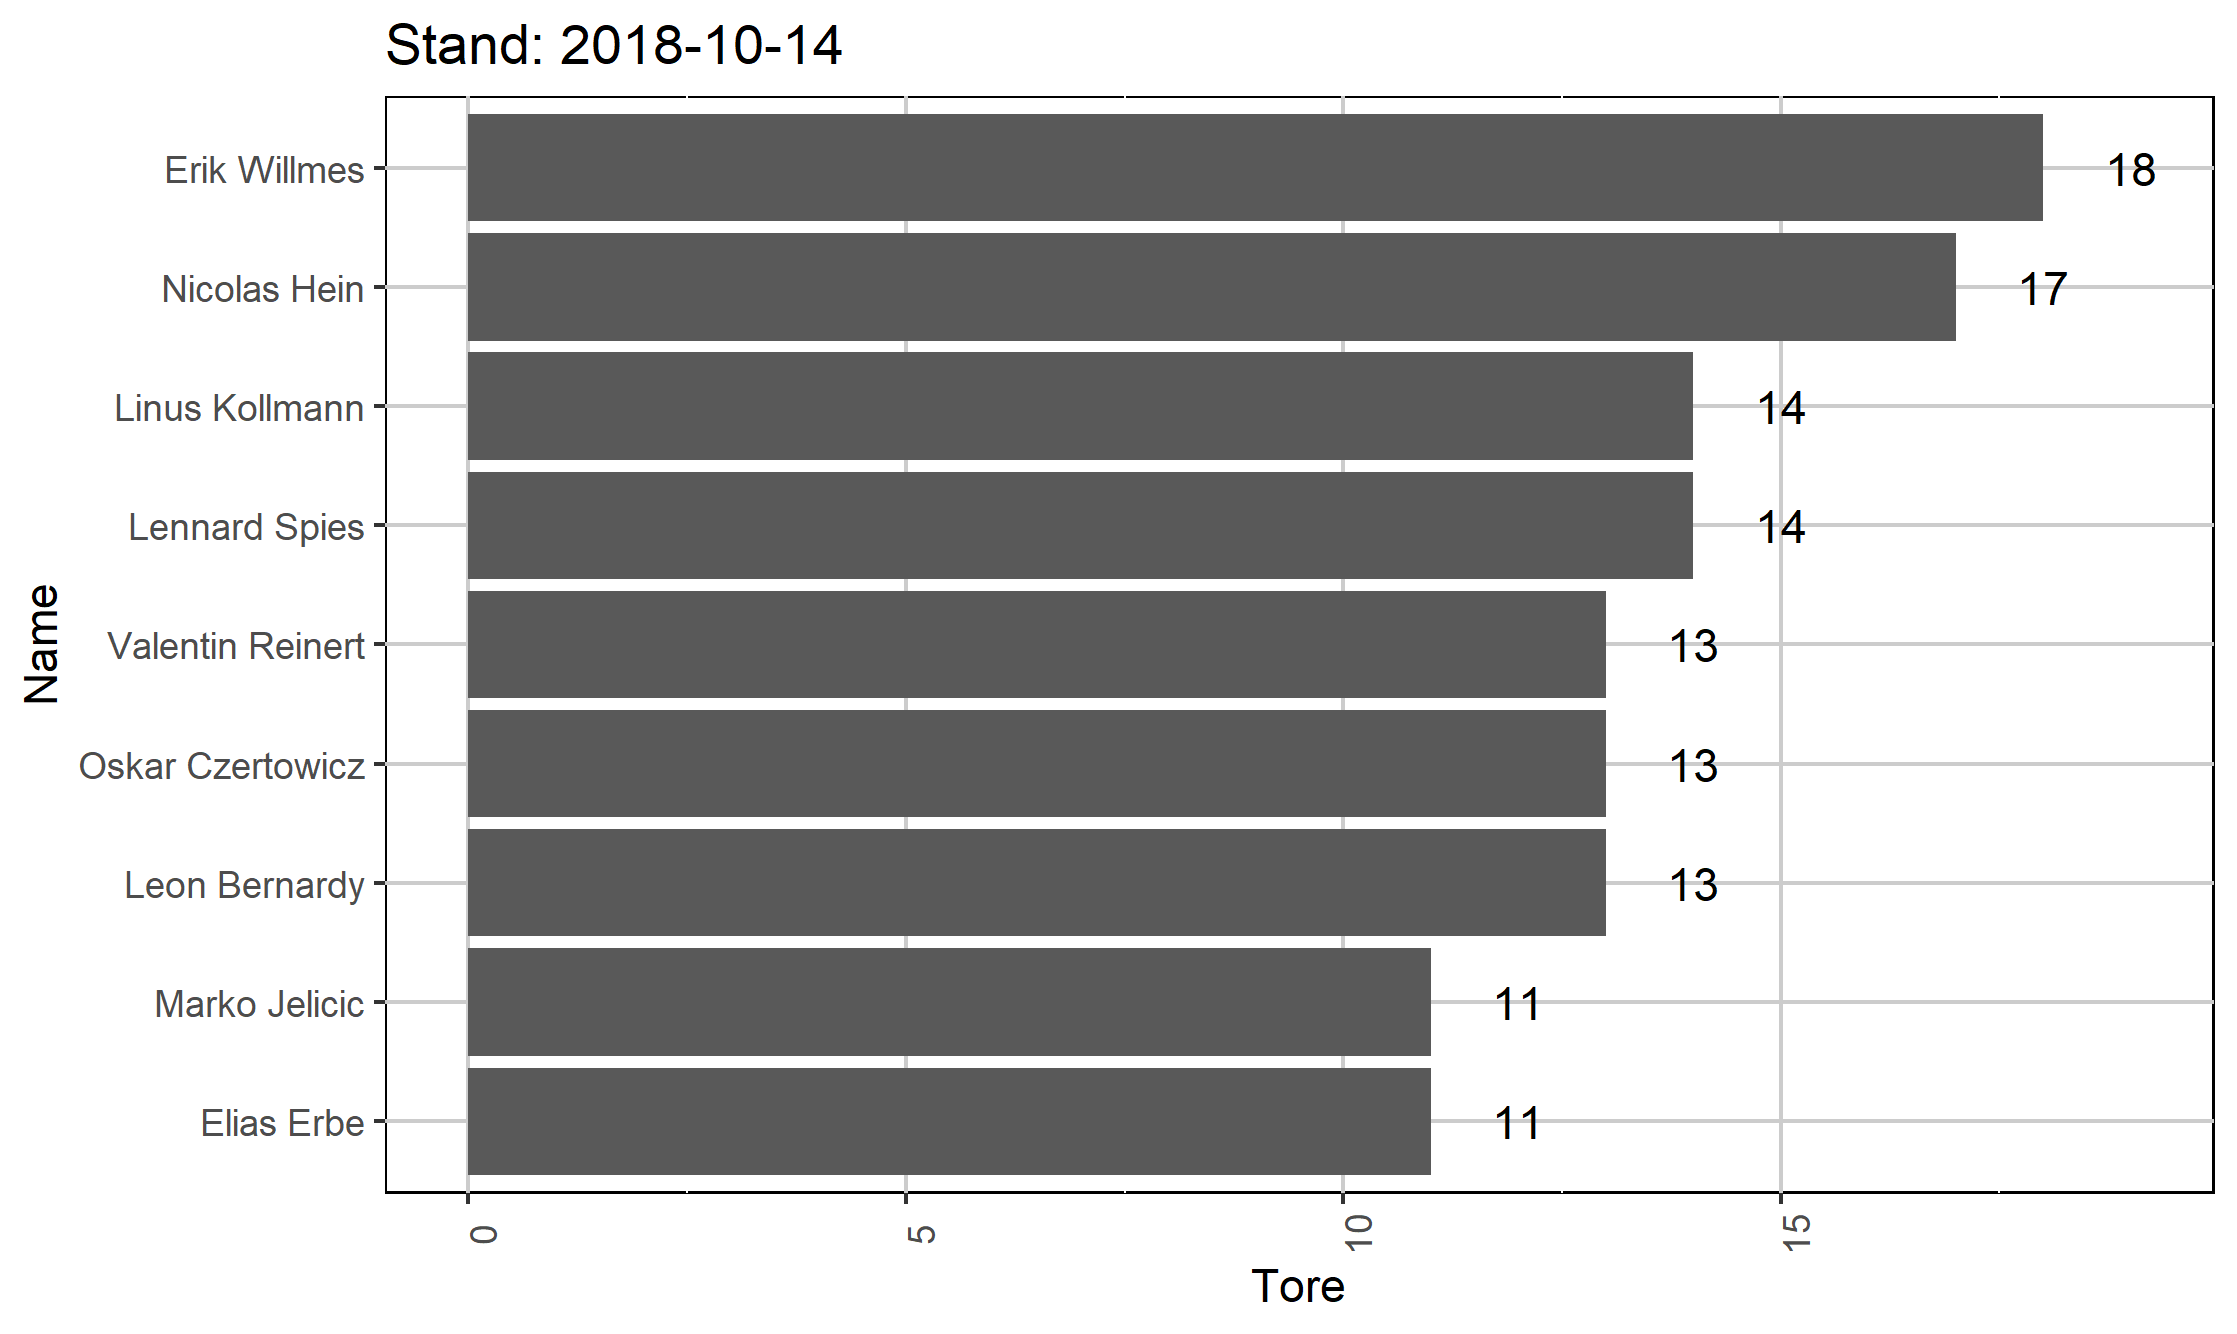 Stand: 2018-10-14
Erik Willmes 18
Nicolas Hein 17
Linus Kollmann 14
Lennard Spies 14
Valentin Reinert 13
Oskar Czertowicz 13
Leon Bernardy 13
Marko Jelicic 11
Elias Erbe 11
Name
0 5 10 15
Tore